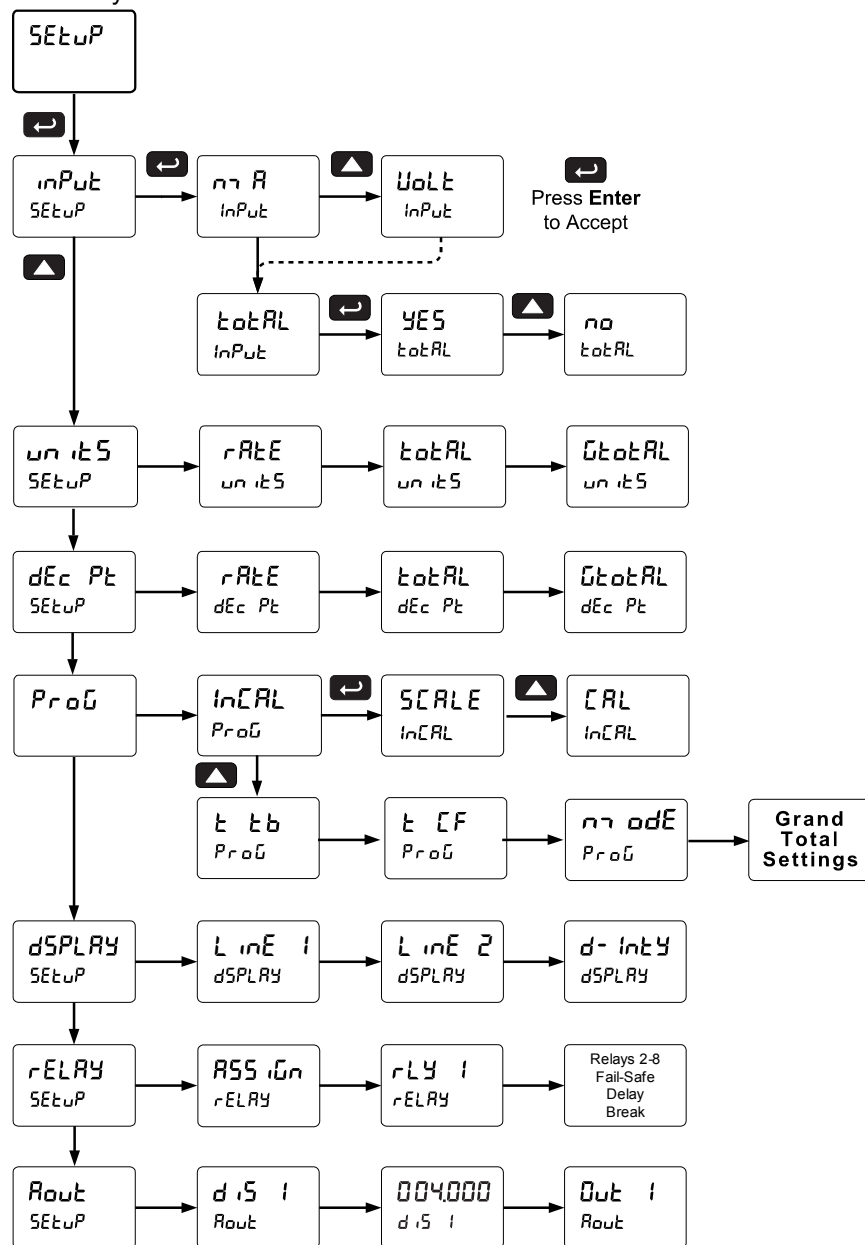 SEtuP
inPut
SEtuP
mA
InPut
VoLt
InPut
Press Enter
to Accept
totAL
InPut
YES
totAL
no
totAL
unitS
SEtuP
rAtE
unitS
totAL
unitS
GtotAL
unitS
dEc Pt
SEtuP
rAtE
dEc Pt
totAL
dEc Pt
GtotAL
dEc Pt
ProG
InCAL
ProG
SCALE
InCAL
CAL
InCAL
t tb
ProG
t CF
ProG
modE
ProG
Grand
Total
Settings
dSPLAY
SEtuP
LinE 1
dSPLAY
LinE 2
dSPLAY
d-IntY
dSPLAY
rELAY
SEtuP
ASSiGn
rELAY
rLY 1
rELAY
Relays 2-8
Fail-Safe
Delay
Break
Aout
SEtuP
diS 1
Aout
004.000
diS 1
Out 1
Aout